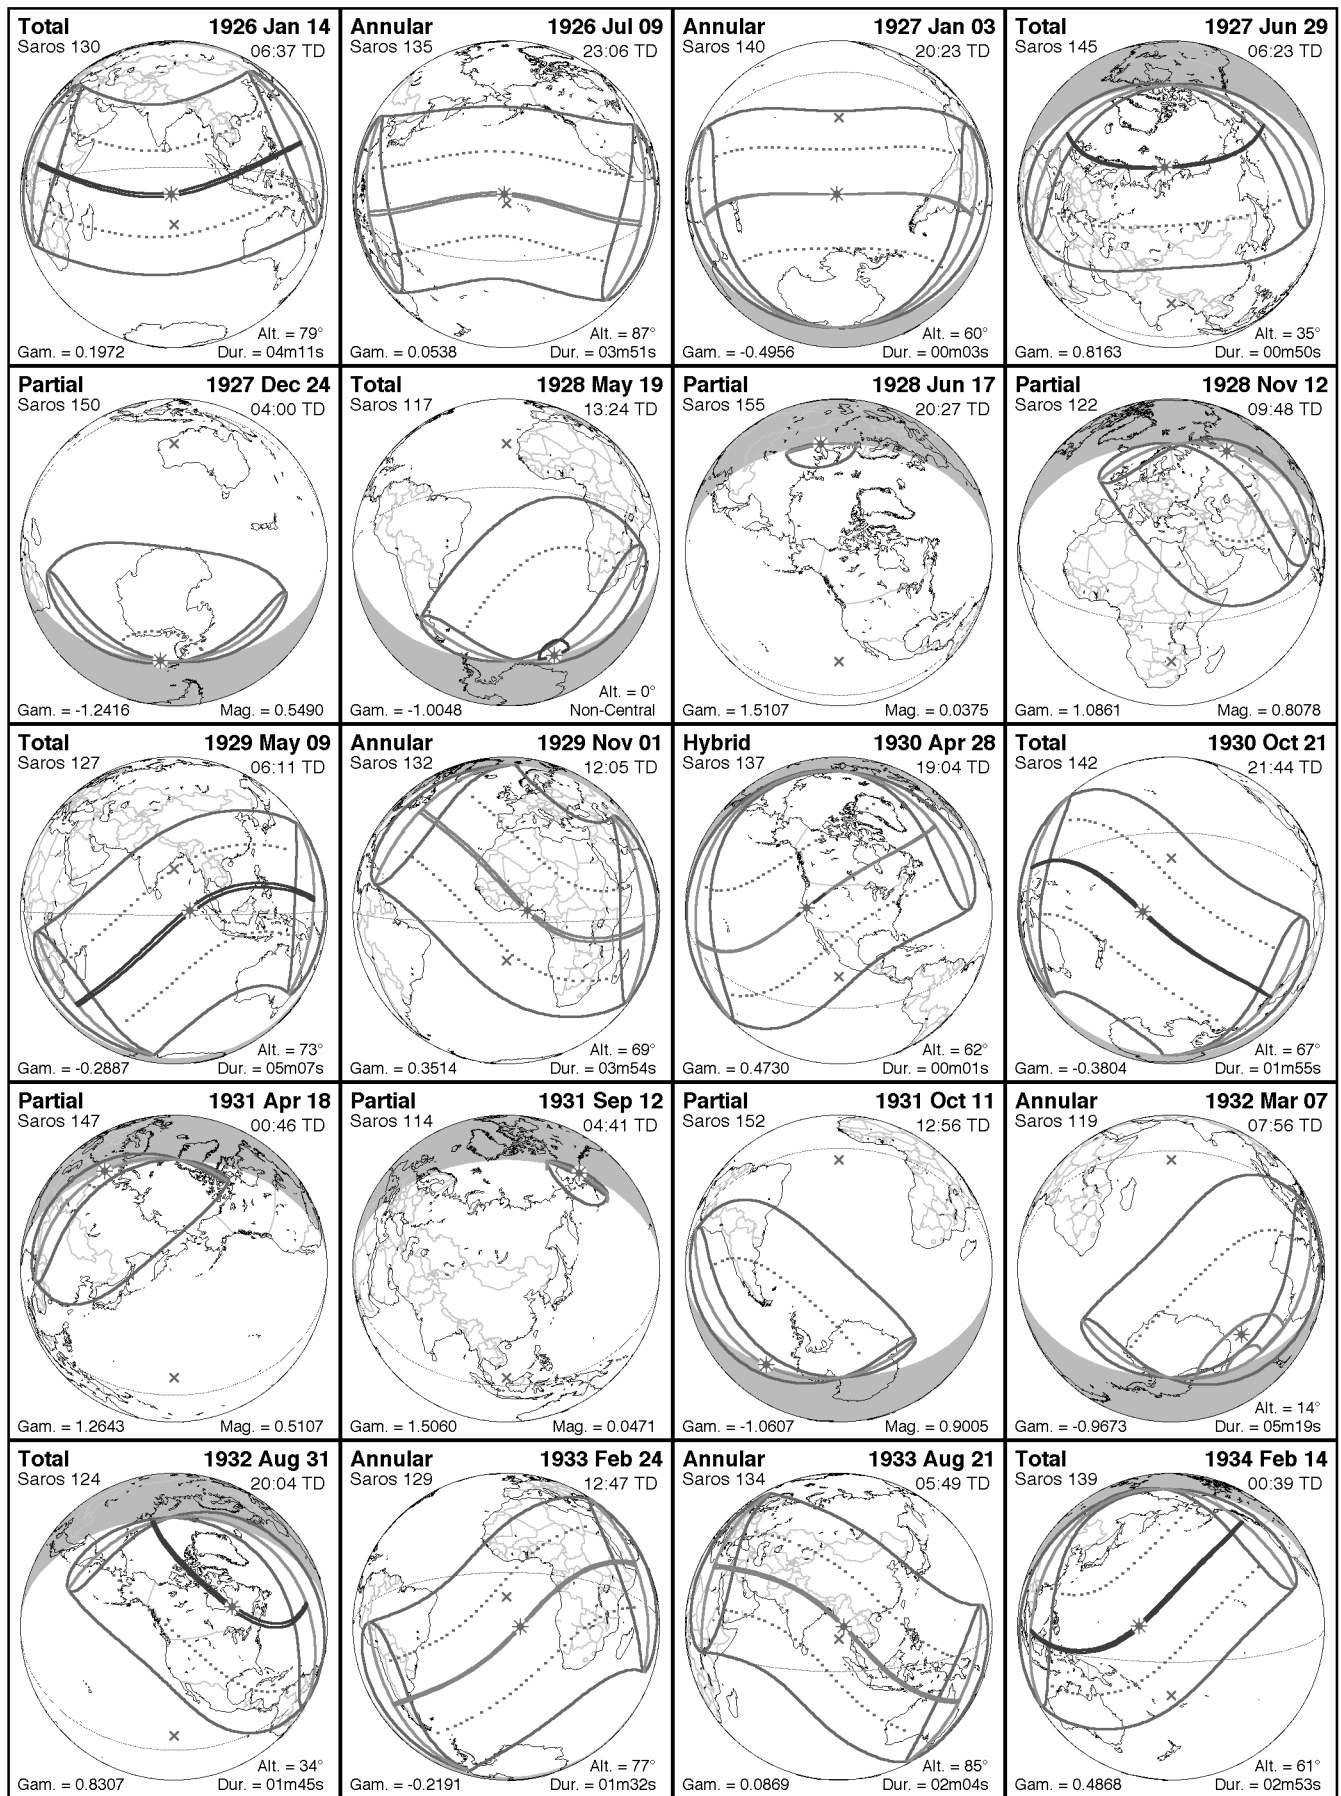 Total 1926 Jan 14
Saros 130 06:37 TD
Alt. = 79°
Gam. = 0.1972 Dur. = 04m11s
Annular 1926 Jul 09
Saros 135 23:06 TD
Alt. = 87°
Gam. = 0.0538 Dur. = 03m51s
Annular 1927 Jan 03
Saros 140 20:23 TD
Alt. = 60°
Gam. = -0.4956 Dur. = 00m03s
Total 1927 Jun 29
Saros 145 06:23 TD
Alt. = 35°
Gam. = 0.8163 Dur. = 00m50s
Partial 1927 Dec 24
Saros 150 04:00 TD
Gam. = -1.2416 Mag. = 0.5490
Total 1928 May 19
Saros 117 13:24 TD
Alt. = 0°
Gam. = -1.0048 Non-Central
Partial 1928 Jun 17
Saros 155 20:27 TD
Gam. = 1.5107 Mag. = 0.0375
Partial 1928 Nov 12
Saros 122 09:48 TD
Gam. = 1.0861 Mag. = 0.8078
Total 1929 May 09
Saros 127 06:11 TD
Alt. = 73°
Gam. = -0.2887 Dur. = 05m07s
Annular 1929 Nov 01
Saros 132 12:05 TD
Alt. = 69°
Gam. = 0.3514 Dur. = 03m54s
Hybrid 1930 Apr 28
Saros 137 19:04 TD
Alt. = 62°
Gam. = 0.4730 Dur. = 00m01s
Total 1930 Oct 21
Saros 142 21:44 TD
Alt. = 67°
Gam. = -0.3804 Dur. = 01m55s
Partial 1931 Apr 18
Saros 147 00:46 TD
Gam. = 1.2643 Mag. = 0.5107
Partial 1931 Sep 12
Saros 114 04:41 TD
Gam. = 1.5060 Mag. = 0.0471
Partial 1931 Oct 11
Saros 152 12:56 TD
Gam. = -1.0607 Mag. = 0.9005
Annular 1932 Mar 07
Saros 119 07:56 TD
Alt. = 14°
Gam. = -0.9673 Dur. = 05m19s
Total 1932 Aug 31
Saros 124 20:04 TD
Alt. = 34°
Gam. = 0.8307 Dur. = 01m45s
Annular 1933 Feb 24
Saros 129 12:47 TD
Alt. = 77°
Gam. = -0.2191 Dur. = 01m32s
Annular 1933 Aug 21
Saros 134 05:49 TD
Alt. = 85°
Gam. = 0.0869 Dur. = 02m04s
Total 1934 Feb 14
Saros 139 00:39 TD
Alt. = 61°
Gam. = 0.4868 Dur. = 02m53s